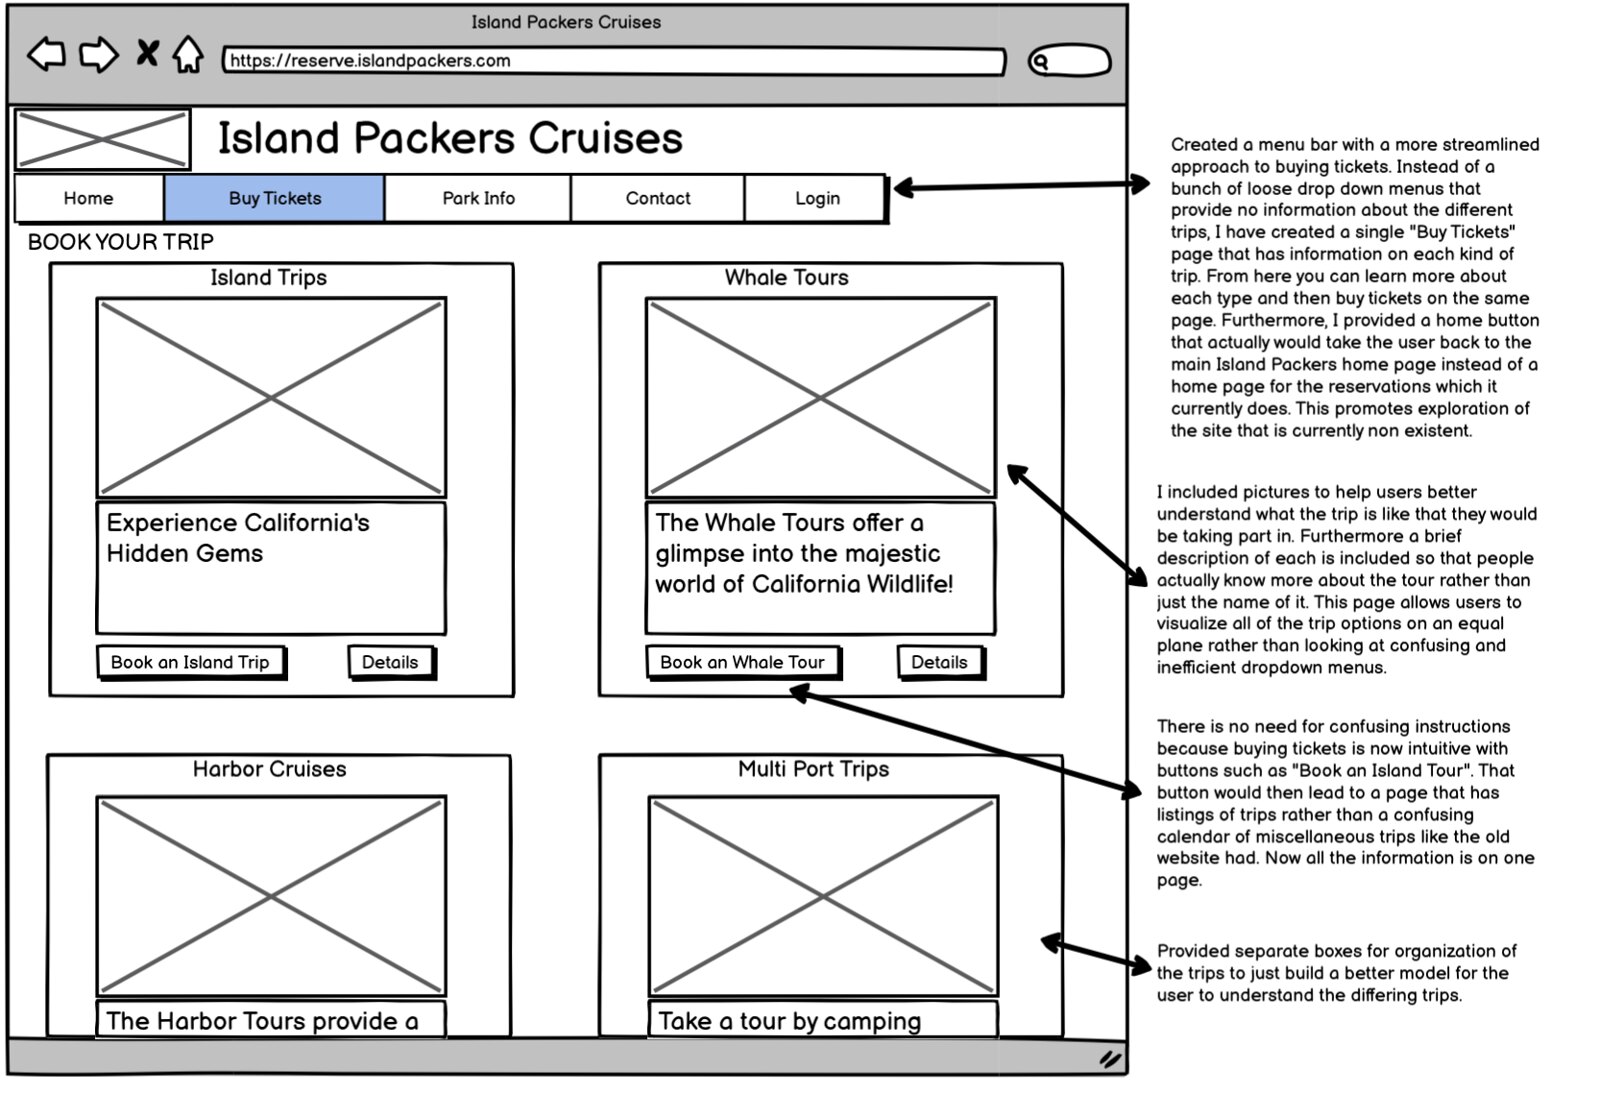 Island Packers Cruises
https://reserve.islandpackers.com
Island Packers Cruises
Home
Buy Tickets
Park Info
Contact
Login
BOOK YOUR TRIP
Island Trips
Experience California's
Hidden Gems
Book an Island Trip
Details
Whale Tours
The Whale Tours offer a
glimpse into the majestic
world of California Wildlife!
Book an Whale Tour
Details
Harbor Cruises
The Harbor Tours provide a
Multi Port Trips
Take a tour by camping
Created a menu bar with a more streamlined
approach to buying tickets. Instead of a
bunch of loose drop down menus that
provide no information about the different
trips, I have created a single "Buy Tickets"
page that has information on each kind of
trip. From here you can learn more about
each type and then buy tickets on the same
page. Furthermore, I provided a home button
that actually would take the user back to the
main Island Packers home page instead of a
home page for the reservations which it
currently does. This promotes exploration of
the site that is currently non existent.
I included pictures to help users better
understand what the trip is like that they would
be taking part in. Furthermore a brief
description of each is included so that people
actually know more about the tour rather than
just the name of it. This page allows users to
visualize all of the trip options on an equal
plane rather than looking at confusing and
inefficient dropdown menus.
There is no need for confusing instructions
because buying tickets is now intuitive with
buttons such as "Book an Island Tour". That
button would then lead to a page that has
listings of trips rather than a confusing
calendar of miscellaneous trips like the old
website had. Now all the information is on one
page.
Provided separate boxes for organization of
the trips to just build a better model for the
user to understand the differing trips.